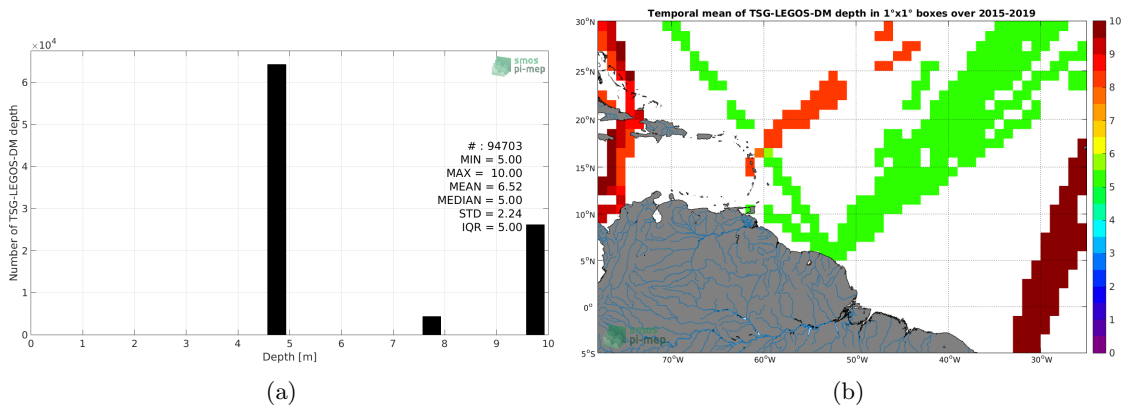 ×10⁴
6
5
4
3
2
1
0
Number of TSG-LEGOS-DM depth
smos
pi-mep
# : 94703
MIN = 5.00
MAX = 10.00
MEAN = 6.52
MEDIAN = 5.00
STD = 2.24
IQR = 5.00
0 1 2 3 4 5 6 7 8 9 10
Depth [m]
(a)
Temporal mean of TSG-LEGOS-DM depth in 1°x1° boxes over 2015-2019
30°N
25°N
20°N
15°N
10°N
5°N
0°
5°S
70°W 60°W 50°W 40°W 30°W
smos
pi-mep
10
9
8
7
6
5
4
3
2
1
0
(b)